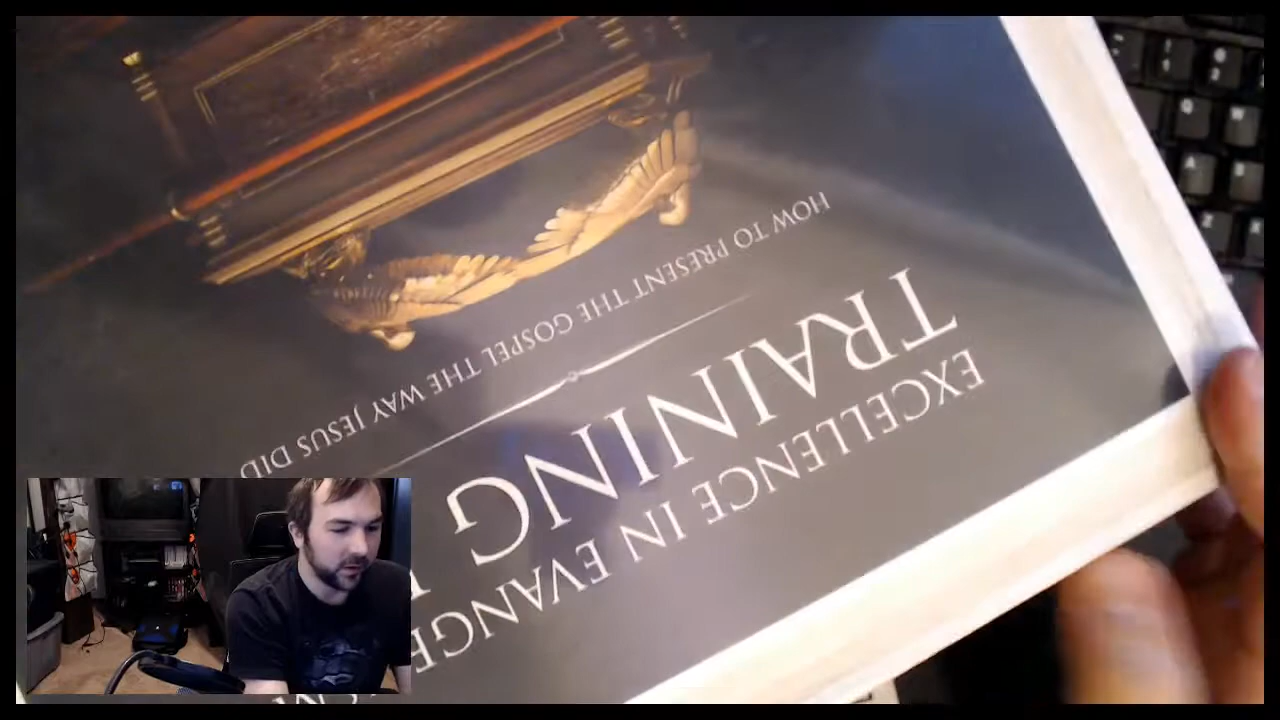 EXCELLENCE IN EVANGE
TRAINING
HOW TO PRESENT THE GOSPEL THE WAY JESUS DID